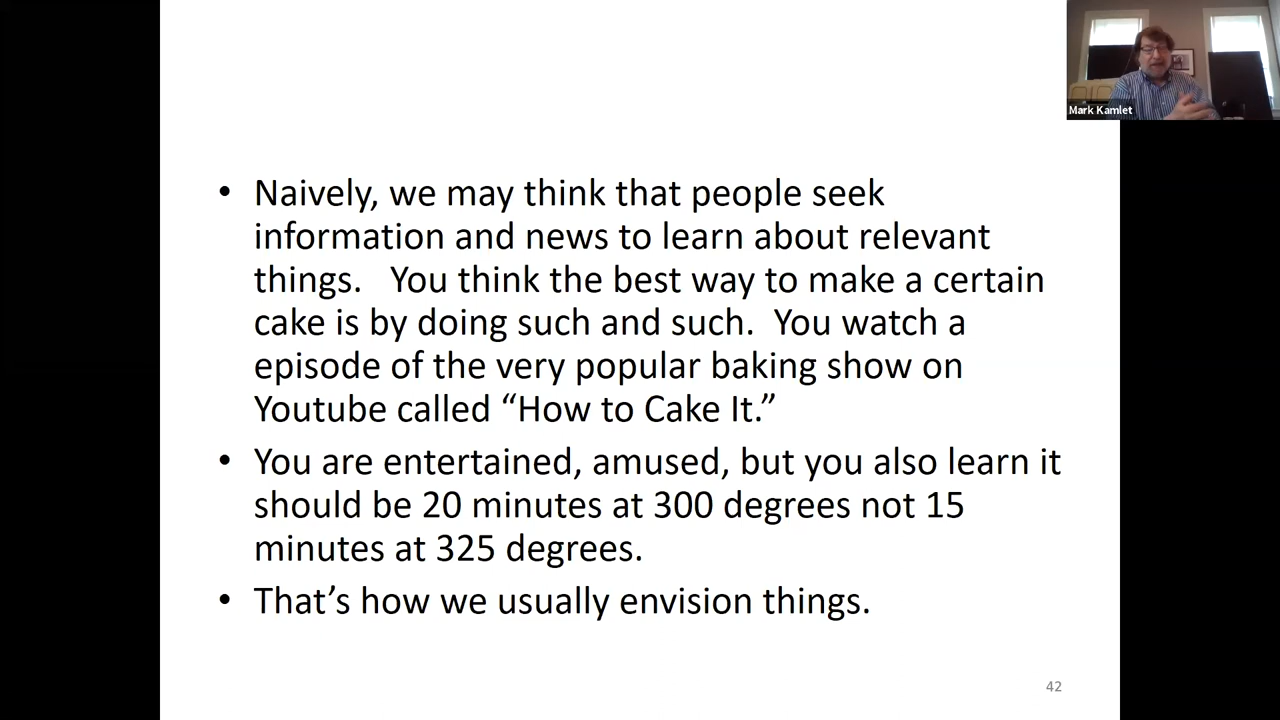 Mark Kamlet
• Naively, we may think that people seek
information and news to learn about relevant
things. You think the best way to make a certain
cake is by doing such and such. You watch a
episode of the very popular baking show on
Youtube called “How to Cake It.”
• You are entertained, amused, but you also learn it
should be 20 minutes at 300 degrees not 15
minutes at 325 degrees.
• That’s how we usually envision things.
42